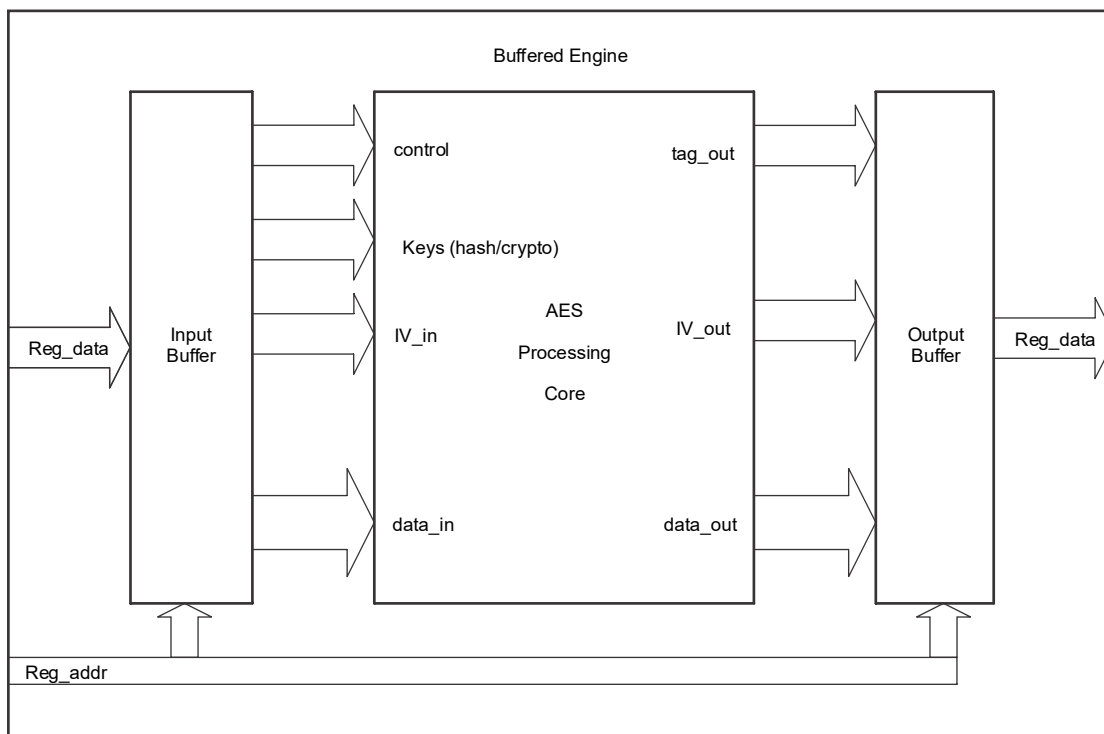 Buffered Engine
control
tag_out
Keys (hash/crypto)
Reg_data
Input
Buffer
IV_in
AES
Processing
Core
IV_out
Output
Buffer
Reg_data
data_in
data_out
Reg_addr